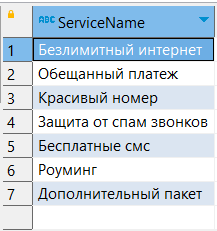 ABC ServiceName
1 Безлимитный интернет
2 Обещанный платеж
3 Красивый номер
4 Защита от спам звонков
5 Бесплатные смс
6 Роуминг
7 Дополнительный пакет